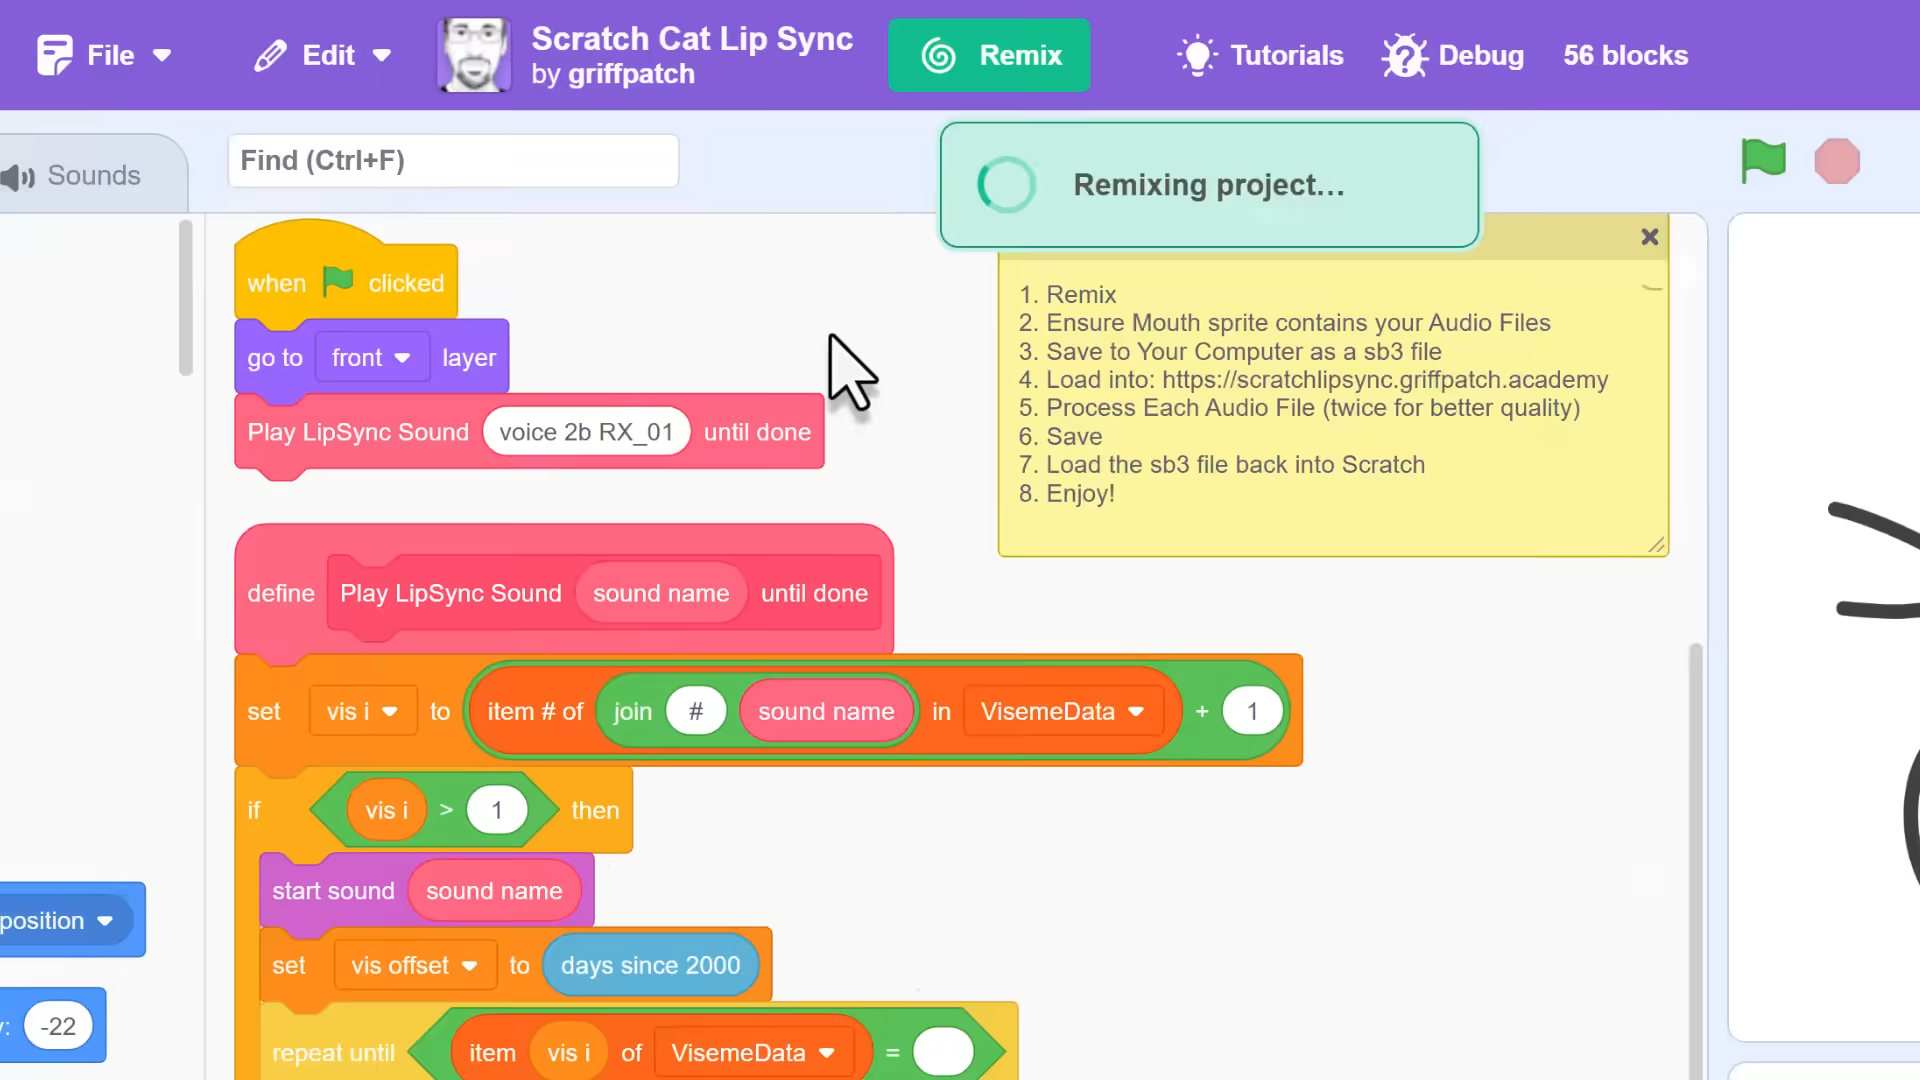 File
Edit
Scratch Cat Lip Sync
by griffpatch
Remix
Tutorials
Debug
56 blocks
Sounds
Find (Ctrl+F)
Remixing project...
when clicked
go to front layer
Play LipSync Sound voice 2b RX_01 until done
1. Remix
2. Ensure Mouth sprite contains your Audio Files
3. Save to Your Computer as a sb3 file
4. Load into: https://scratchlipsync.griffpatch.academy
5. Process Each Audio File (twice for better quality)
6. Save
7. Load the sb3 file back into Scratch
8. Enjoy!
define Play LipSync Sound sound name until done
set vis i to item # of join # sound name in VisemeData + 1
if vis i > 1 then
start sound sound name
set vis offset to days since 2000
position
repeat until item vis i of VisemeData =
y: -22